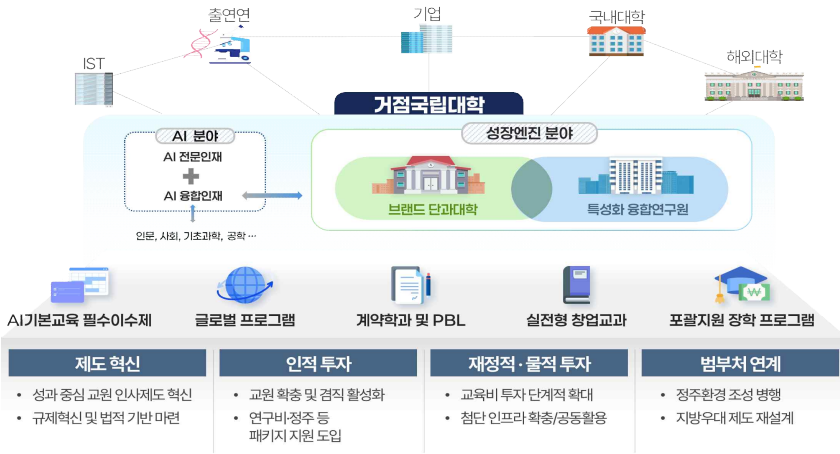 출연연
기업
국내대학
IST
해외대학
거점국립대학
AI 분야
성장엔진 분야
AI 전문인재
AI 융합인재
브랜드 단과대학
특성화 융합연구원
인문, 사회, 기초과학, 공학 …
AI기본교육 필수이수제
글로벌 프로그램
계약학과 및 PBL
실전형 창업교과
포괄지원 장학 프로그램
제도 혁신
인적 투자
재정적·물적 투자
범부처 연계
• 성과 중심 교원 인사제도 혁신
• 규제혁신 및 법적 기반 마련
• 교원 확충 및 겸직 활성화
• 연구비·정주 등
패키지 지원 도입
• 교육비 투자 단계적 확대
• 첨단 인프라 확충/공동활용
• 정주환경 조성 병행
• 지방우대 제도 재설계